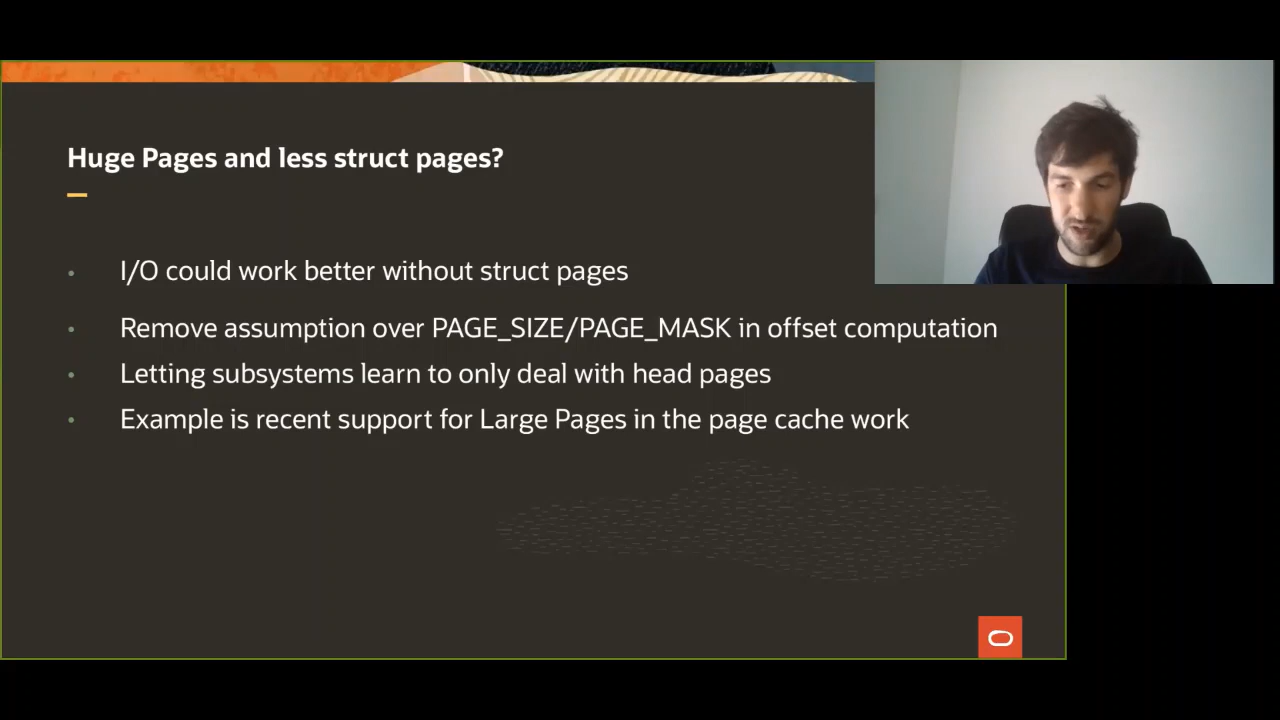 Huge Pages and less struct pages?
I/O could work better without struct pages
Remove assumption over PAGE_SIZE/PAGE_MASK in offset computation
Letting subsystems learn to only deal with head pages
Example is recent support for Large Pages in the page cache work